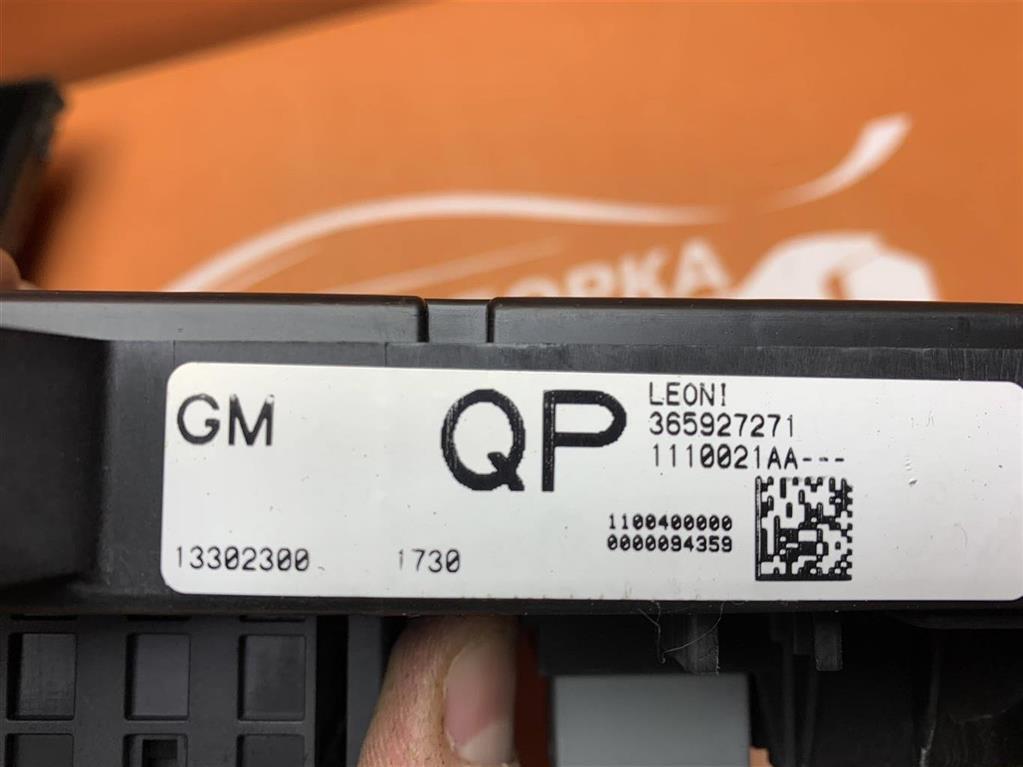 GM
QP
LEONI
365927271
1110021AA---
1100400000
0000094359
13302300
1730